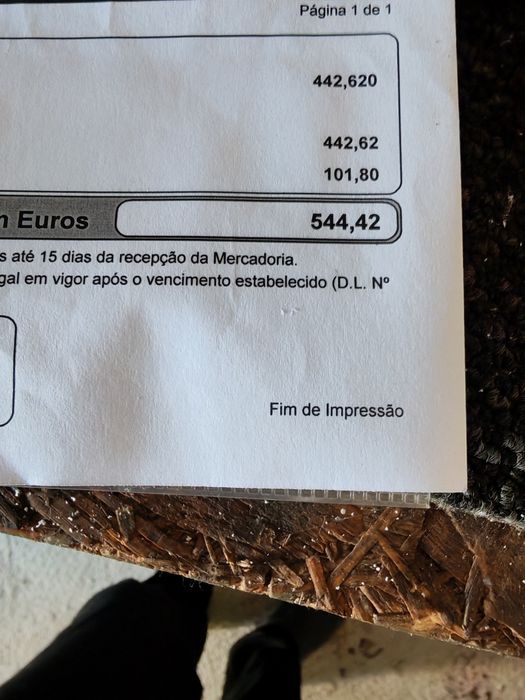 Página 1 de 1
442,620
442,62
101,80
Euros 544,42
até 15 dias da recepção da Mercadoria.
em vigor após o vencimento estabelecido (D.L. Nº
Fim de Impressão